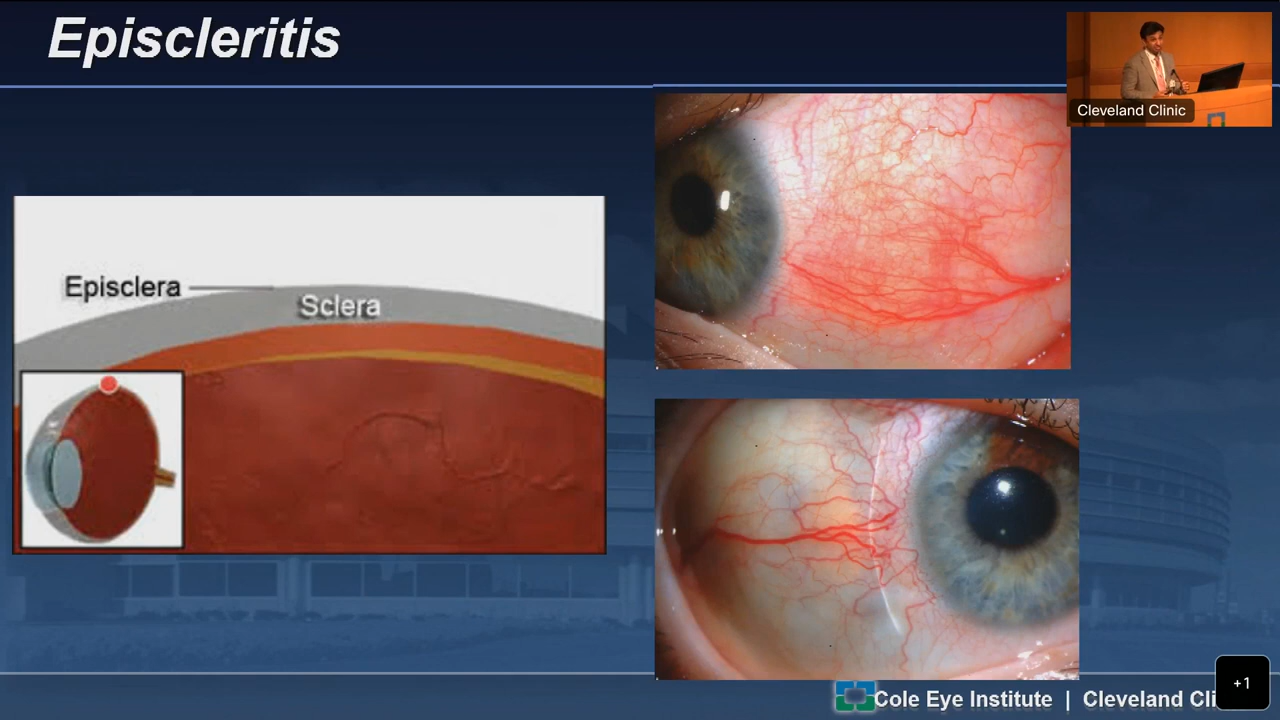 Episcleritis
Cleveland Clinic
Episclera
Sclera
Cole Eye Institute | Cleveland Cli
+1